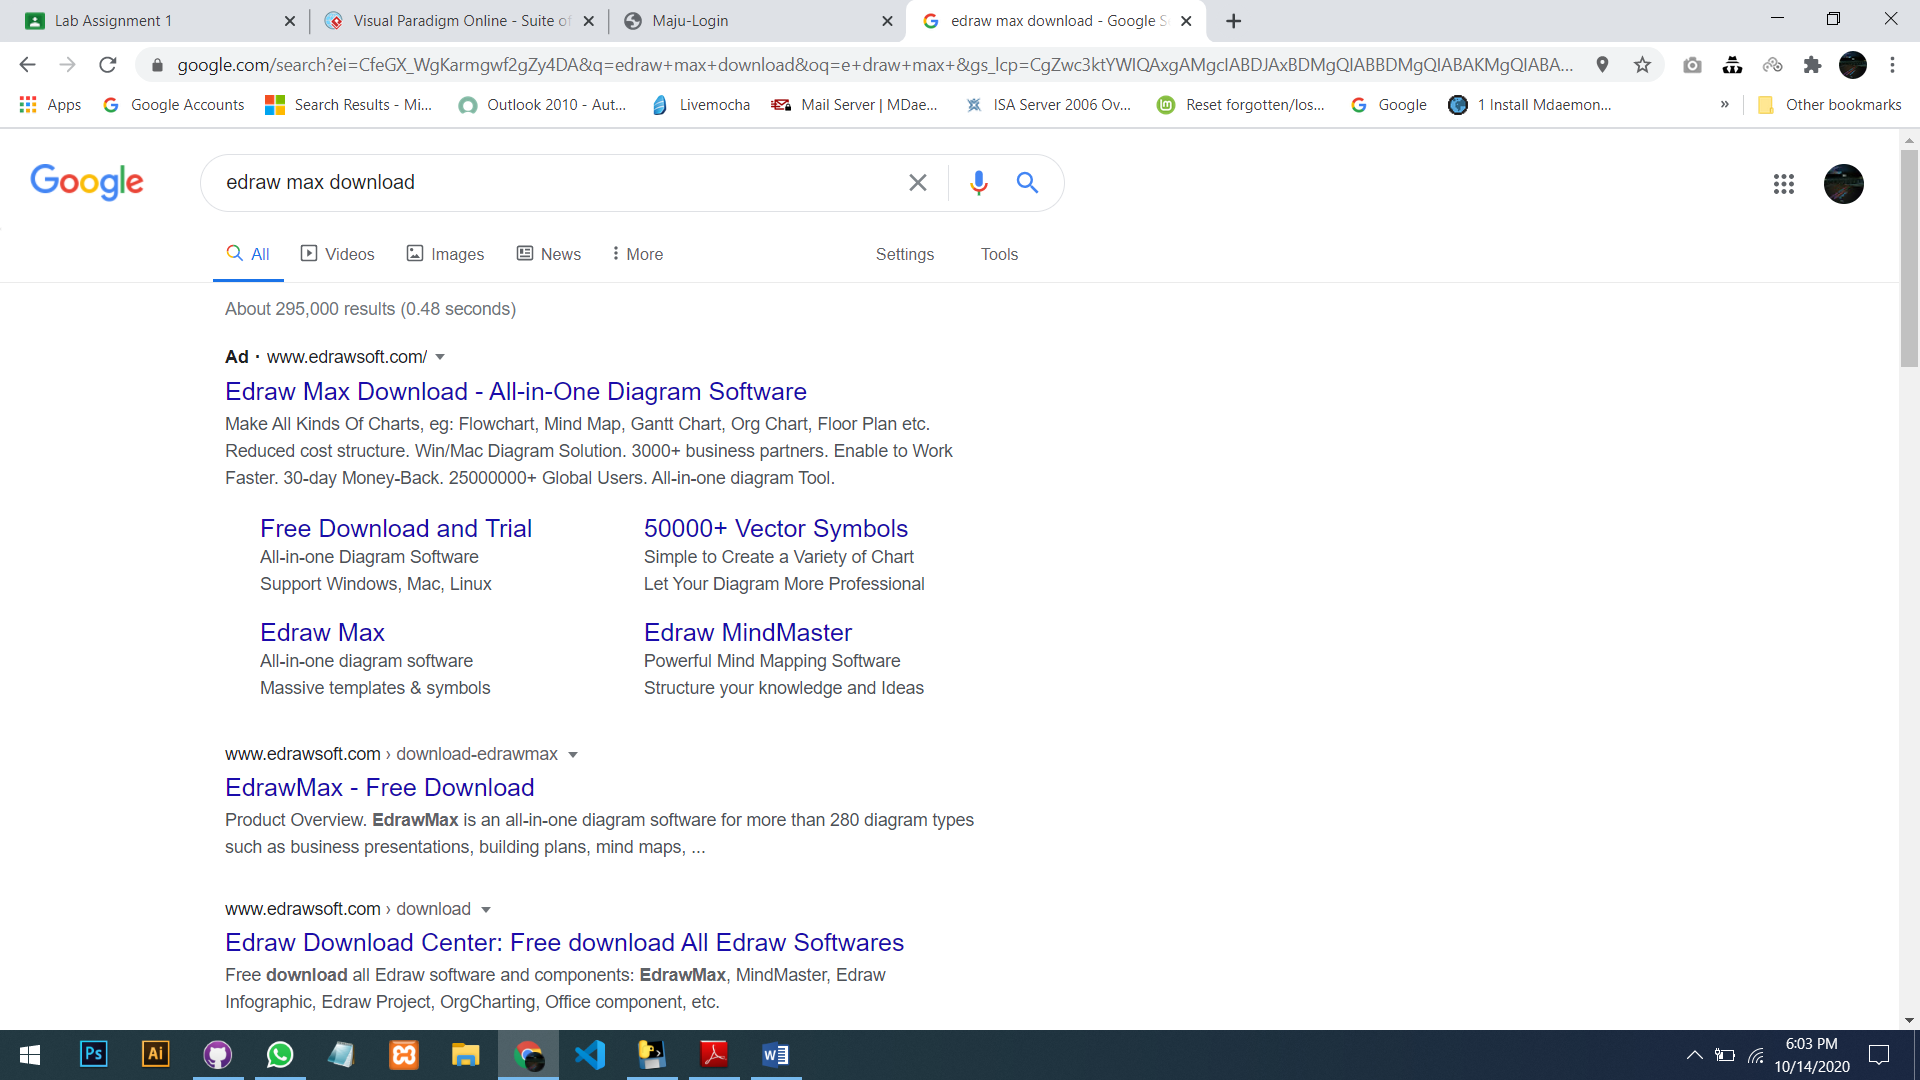 Lab Assignment 1
Visual Paradigm Online - Suite of
Maju-Login
edraw max download - Google S
google.com/search?ei=CfeGX_WgKarmgwf2gZy4DA&q=edraw+max+download&oq=e+draw+max+&gs_lcp=CgZwc3ktYWIQAxgAMgcIABDJAxBDMgQIABBDMgQIABAKMgQIABA...
Apps
Google Accounts
Search Results - Mi...
Outlook 2010 - Aut...
Livemocha
Mail Server | MDae...
ISA Server 2006 Ov...
Reset forgotten/los...
Google
1 Install Mdaemon...
»
Other bookmarks
Google
edraw max download
All
Videos
Images
News
More
Settings
Tools
About 295,000 results (0.48 seconds)
Ad · www.edrawsoft.com/
Edraw Max Download - All-in-One Diagram Software
Make All Kinds Of Charts, eg: Flowchart, Mind Map, Gantt Chart, Org Chart, Floor Plan etc.
Reduced cost structure. Win/Mac Diagram Solution. 3000+ business partners. Enable to Work
Faster. 30-day Money-Back. 25000000+ Global Users. All-in-one diagram Tool.
Free Download and Trial
All-in-one Diagram Software
Support Windows, Mac, Linux
50000+ Vector Symbols
Simple to Create a Variety of Chart
Let Your Diagram More Professional
Edraw Max
All-in-one diagram software
Massive templates & symbols
Edraw MindMaster
Powerful Mind Mapping Software
Structure your knowledge and Ideas
www.edrawsoft.com › download-edrawmax
EdrawMax - Free Download
Product Overview. EdrawMax is an all-in-one diagram software for more than 280 diagram types
such as business presentations, building plans, mind maps, ...
www.edrawsoft.com › download
Edraw Download Center: Free download All Edraw Softwares
Free download all Edraw software and components: EdrawMax, MindMaster, Edraw
Infographic, Edraw Project, OrgCharting, Office component, etc.
Ps
Ai
6:03 PM
10/14/2020